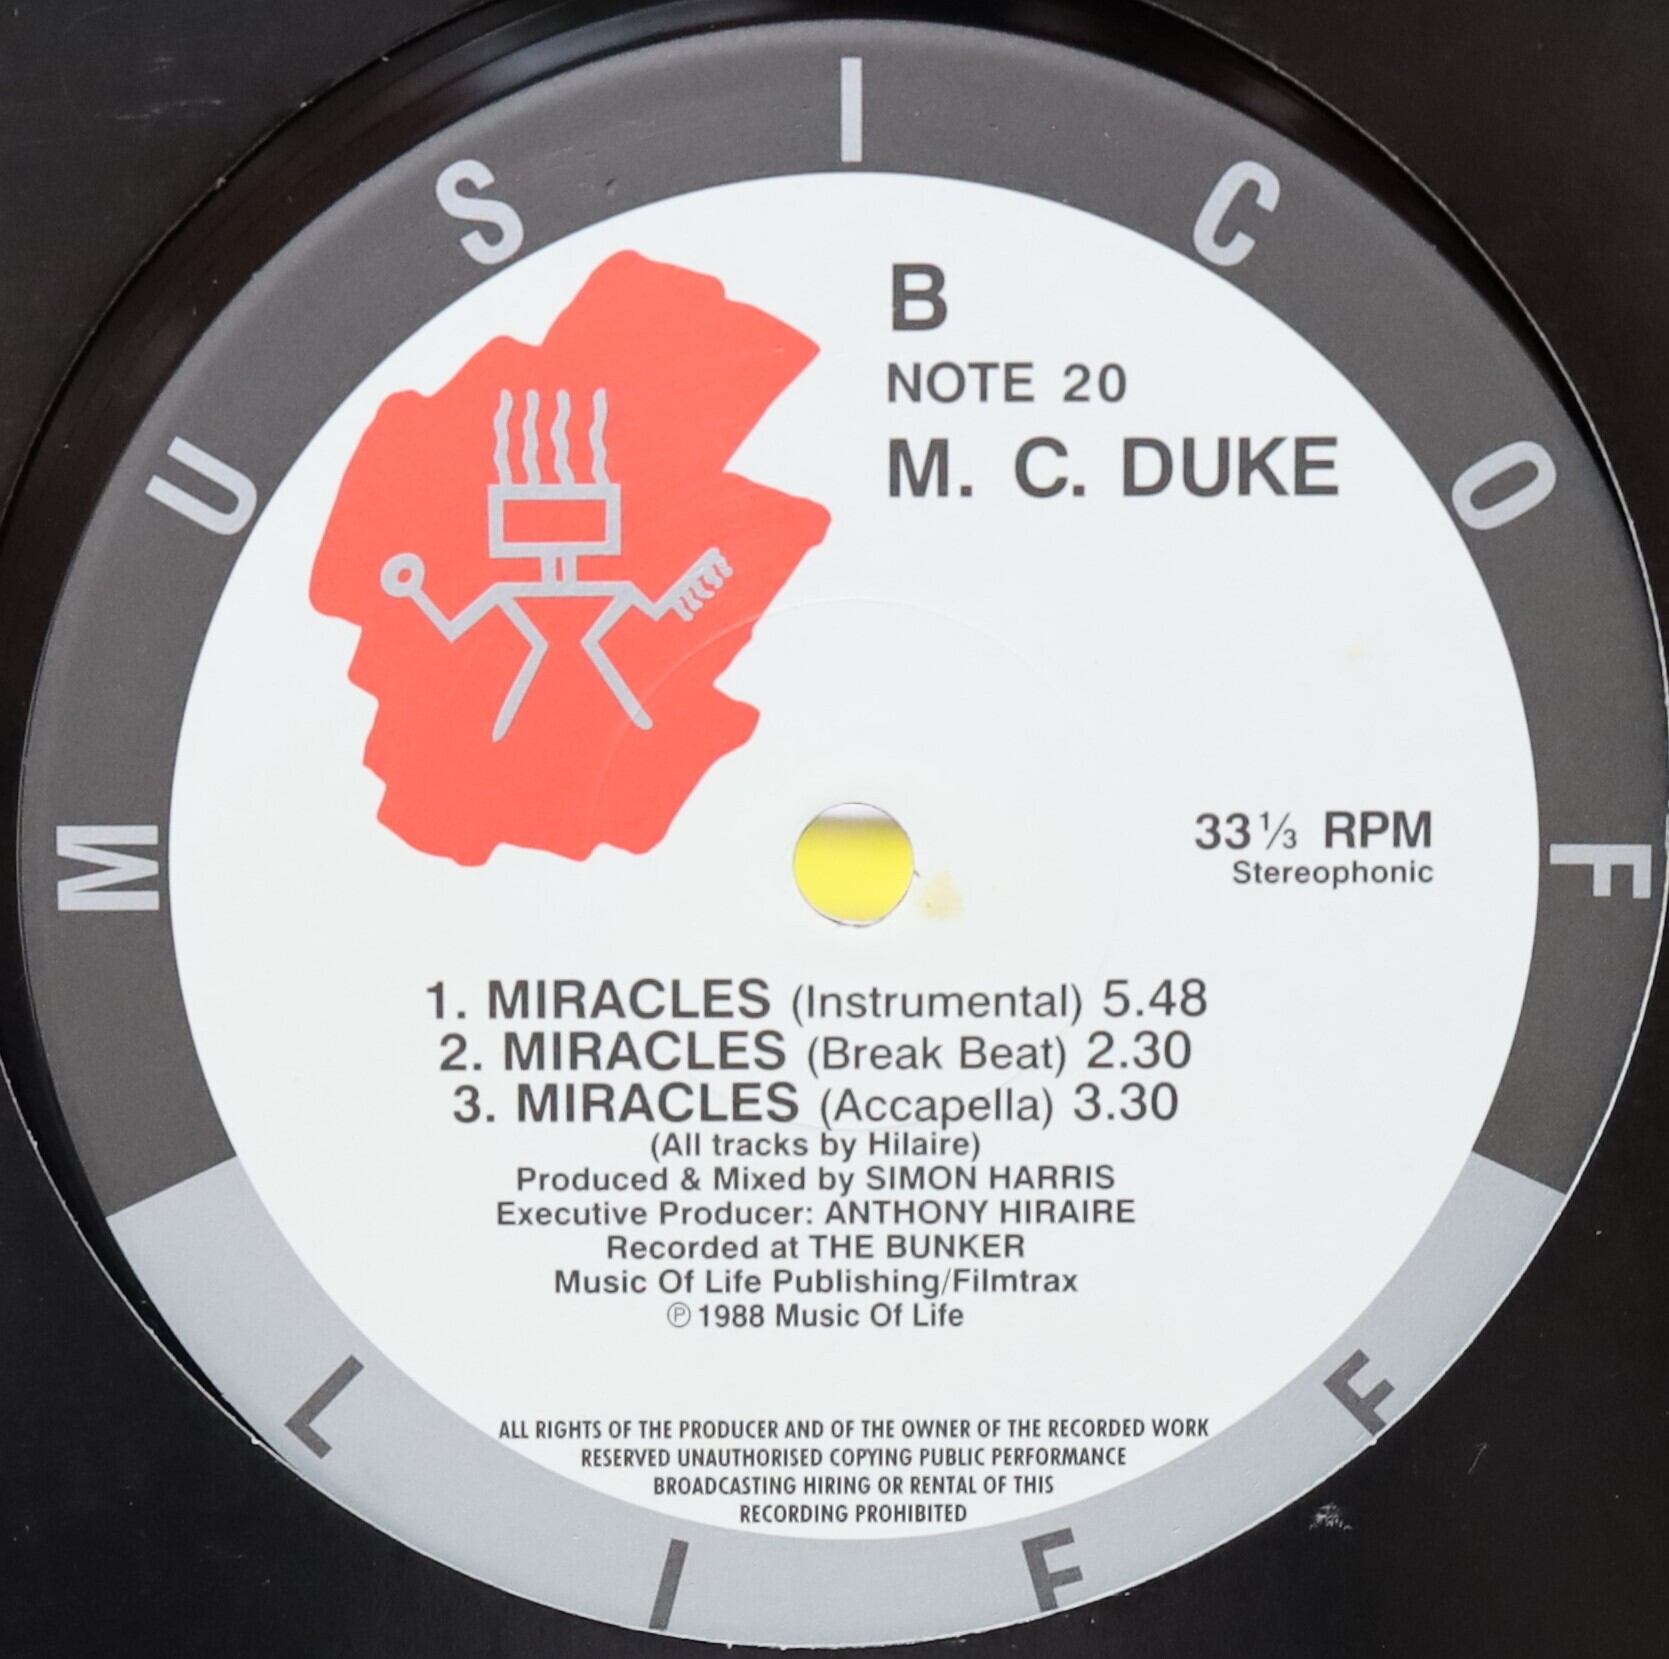 MUSIC OF
LIFE
B
NOTE 20
M. C. DUKE
33 ⅓ RPM
Stereophonic
1. MIRACLES (Instrumental) 5.48
2. MIRACLES (Break Beat) 2.30
3. MIRACLES (Accapella) 3.30
(All tracks by Hilaire)
Produced & Mixed by SIMON HARRIS
Executive Producer: ANTHONY HIRAIRE
Recorded at THE BUNKER
Music Of Life Publishing/Filmtrax
℗ 1988 Music Of Life
ALL RIGHTS OF THE PRODUCER AND OF THE OWNER OF THE RECORDED WORK
RESERVED UNAUTHORISED COPYING PUBLIC PERFORMANCE
BROADCASTING HIRING OR RENTAL OF THIS
RECORDING PROHIBITED